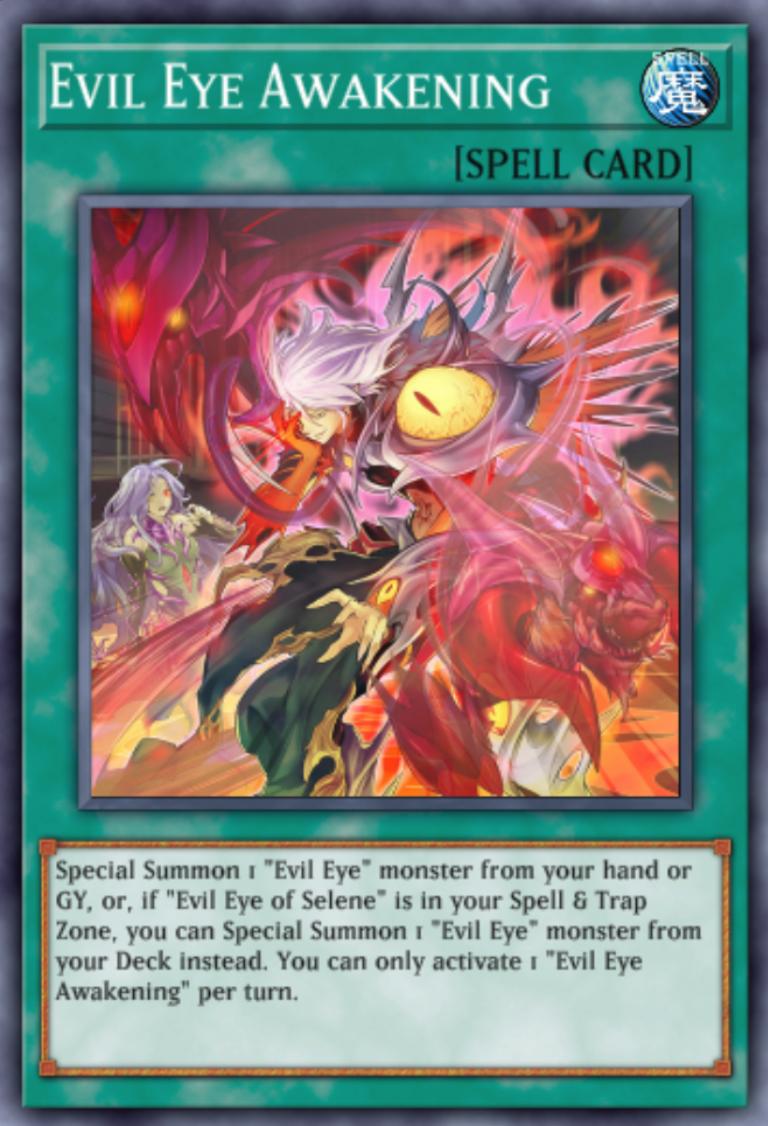 EVIL EYE AWAKENING
SPELL
魔
[SPELL CARD]
Special Summon 1 "Evil Eye" monster from your hand or
GY, or, if "Evil Eye of Selene" is in your Spell & Trap
Zone, you can Special Summon 1 "Evil Eye" monster from
your Deck instead. You can only activate 1 "Evil Eye
Awakening" per turn.